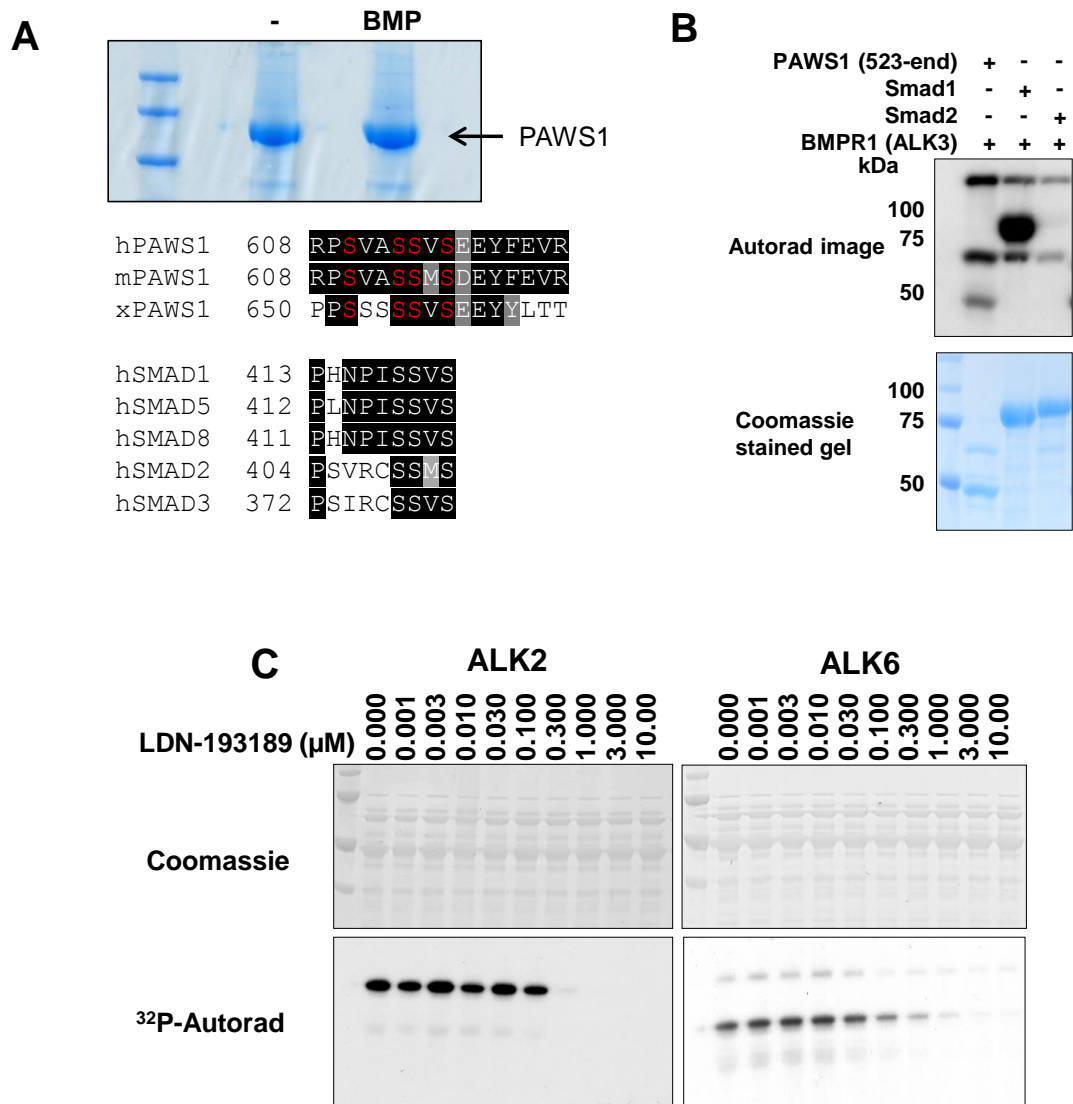 A
- BMP
PAWS1
hPAWS1 608 RPSVASSVSEEYFEVR
mPAWS1 608 RPSVASSMSDEYFEVR
xPAWS1 650 PPSSSSSVSEEYYLTT
hSMAD1 413 PHNPISSVS
hSMAD5 412 PLNPISSVS
hSMAD8 411 PHNPISSVS
hSMAD2 404 PSVRCSSMS
hSMAD3 372 PSIRCSSVS
B
PAWS1 (523-end) + - -
Smad1 - + -
Smad2 - - +
BMPR1 (ALK3) + + +
kDa
100
75
Autorad image
50
100
75
Coomassie
stained gel
50
C
ALK2 ALK6
LDN-193189 (µM) 0.000 0.001 0.003 0.010 0.030 0.100 0.300 1.000 3.000 10.00 0.000 0.001 0.003 0.010 0.030 0.100 0.300 1.000 3.000 10.00
Coomassie
³²P-Autorad